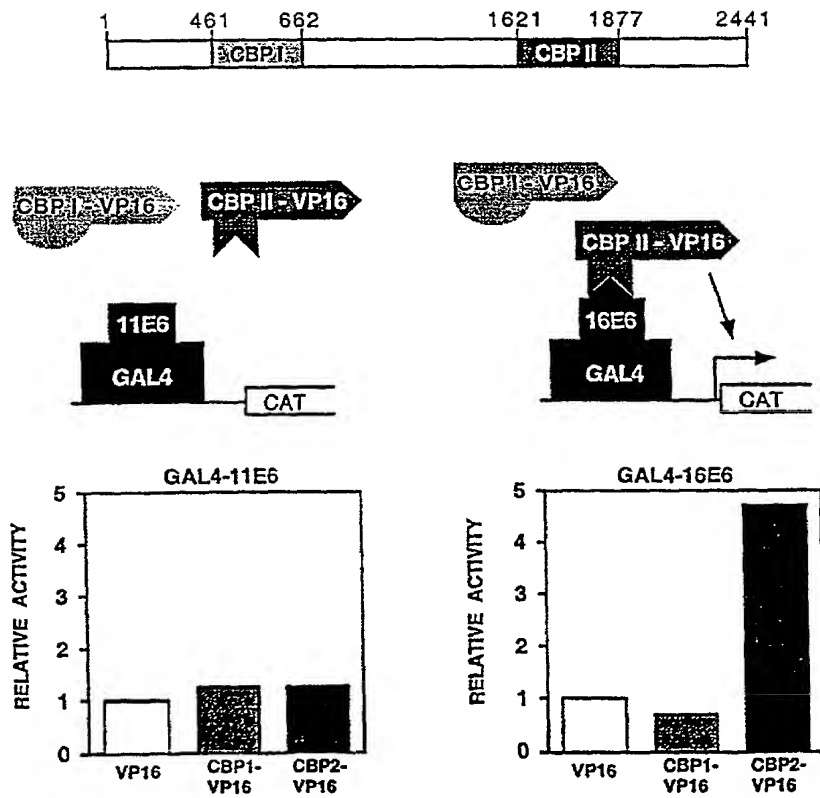 1 461 662 1621 1877 2441
CBP I CBP II
CBP I - VP16
CBP II - VP16
11E6
GAL4
CAT
CBP I - VP16
CBP II - VP16
16E6
GAL4
CAT
GAL4-11E6
RELATIVE ACTIVITY
5
4
3
2
1
0
VP16
CBP1-
VP16
CBP2-
VP16
GAL4-16E6
RELATIVE ACTIVITY
5
4
3
2
1
0
VP16
CBP1-
VP16
CBP2-
VP16